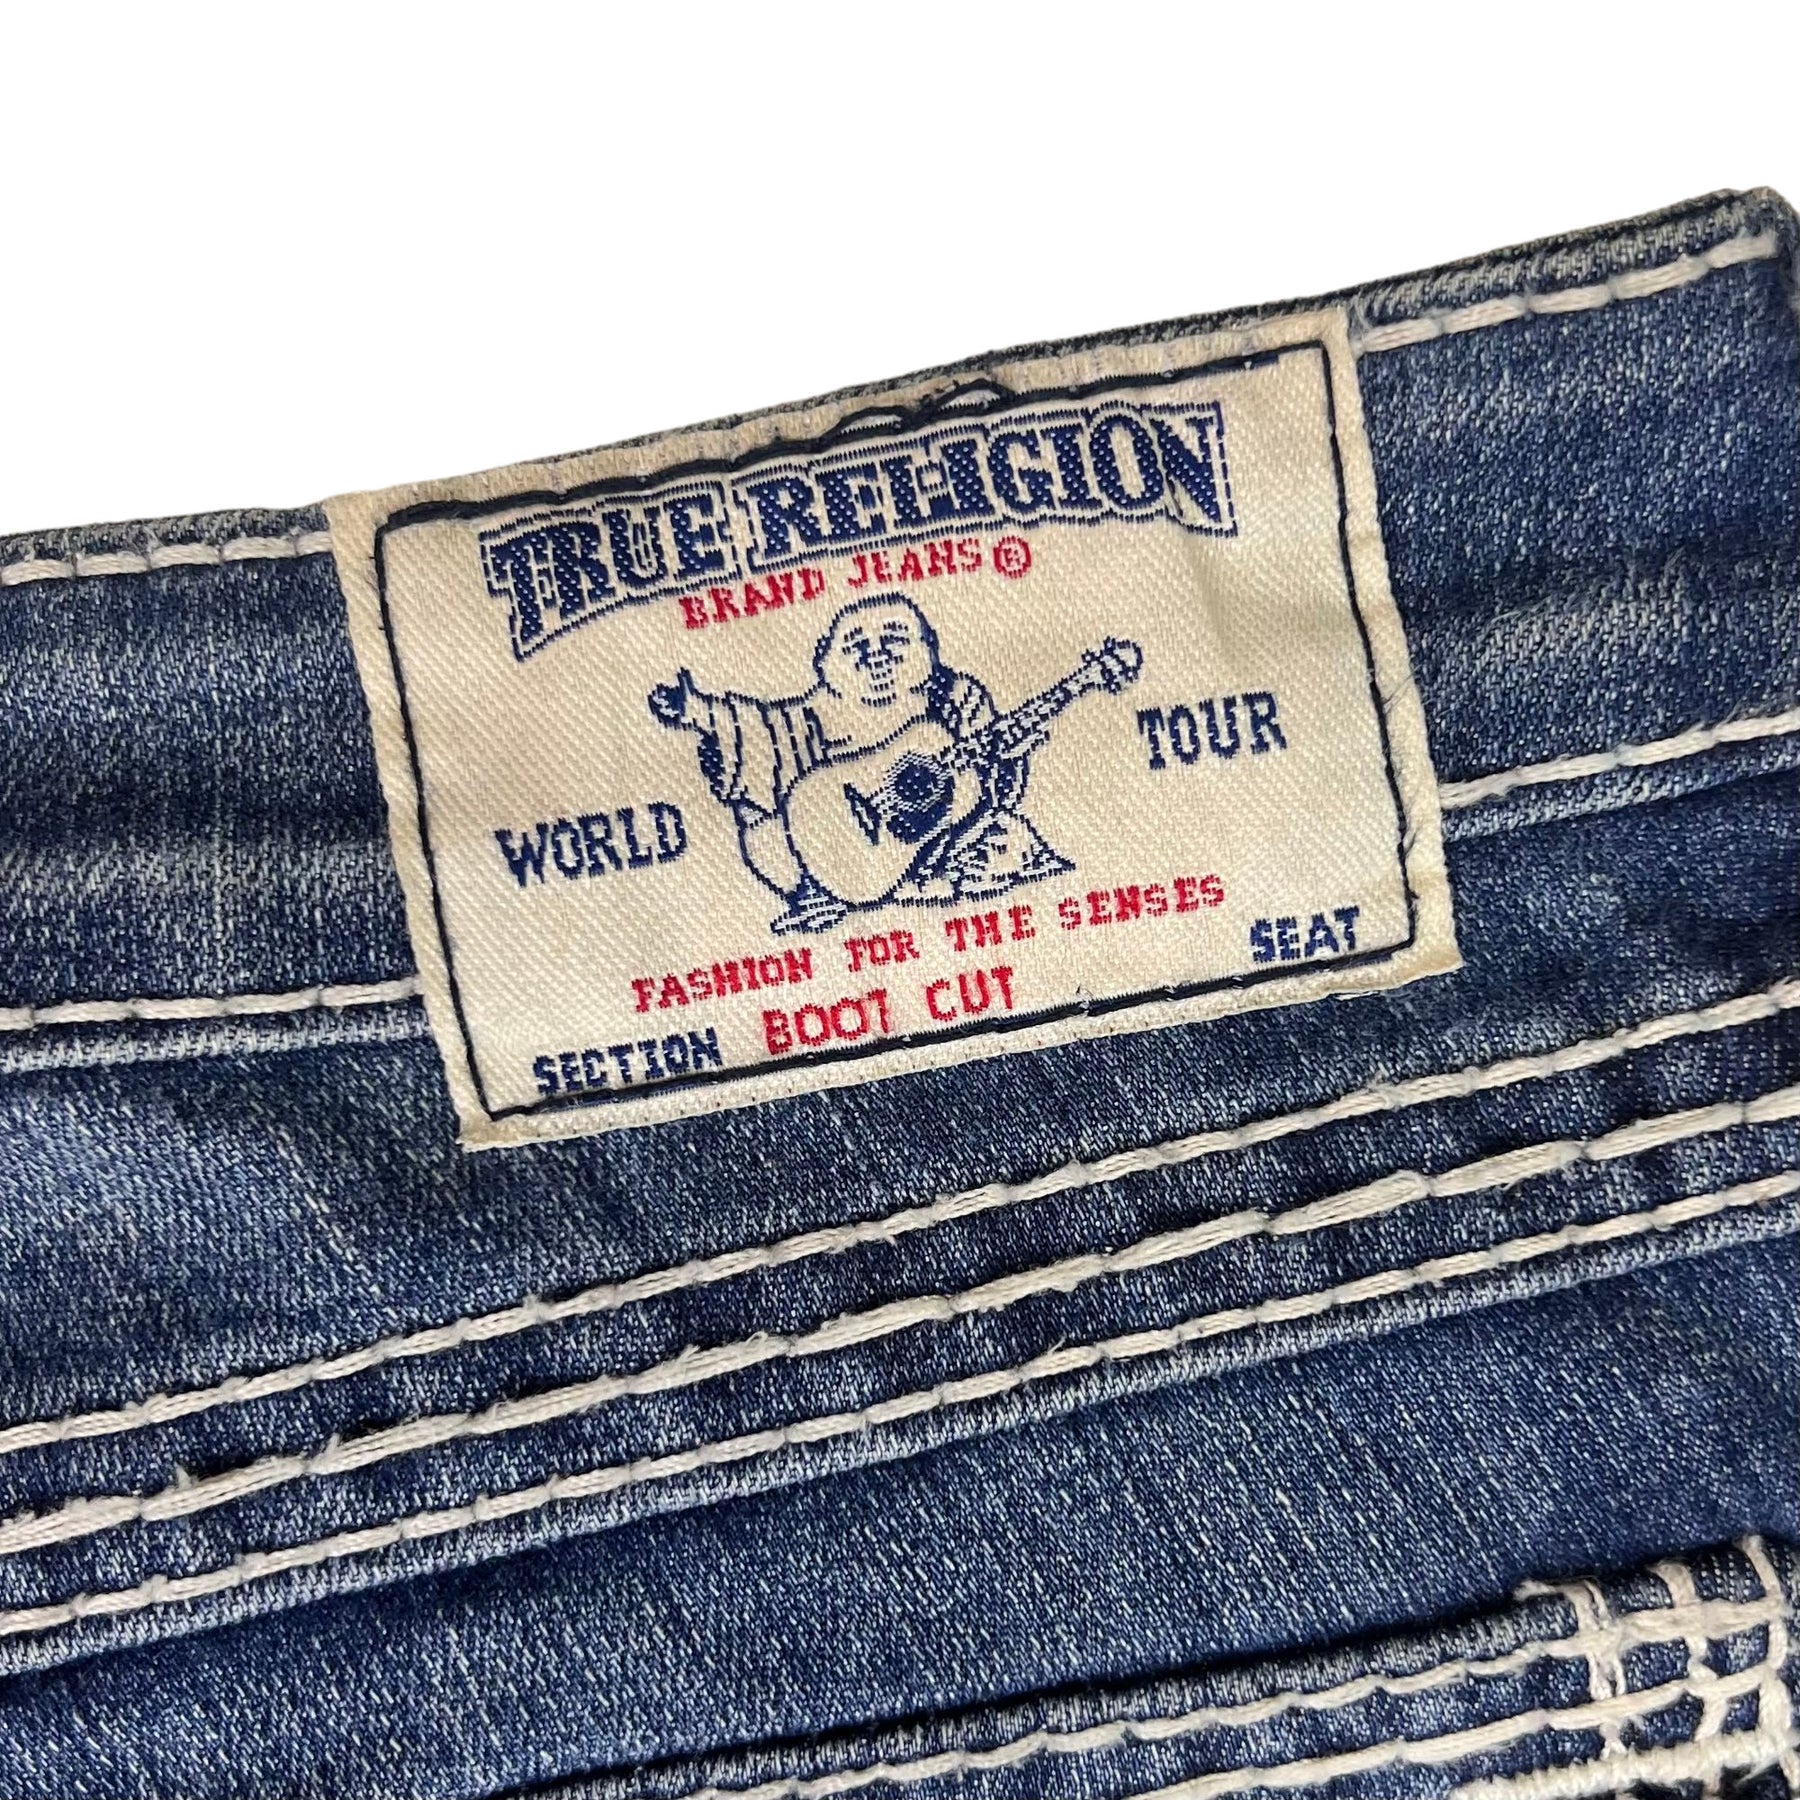 TRUE RELIGION
BRAND JEANS®
WORLD TOUR
FASHION FOR THE SENSES
SECTION BOOT CUT SEAT